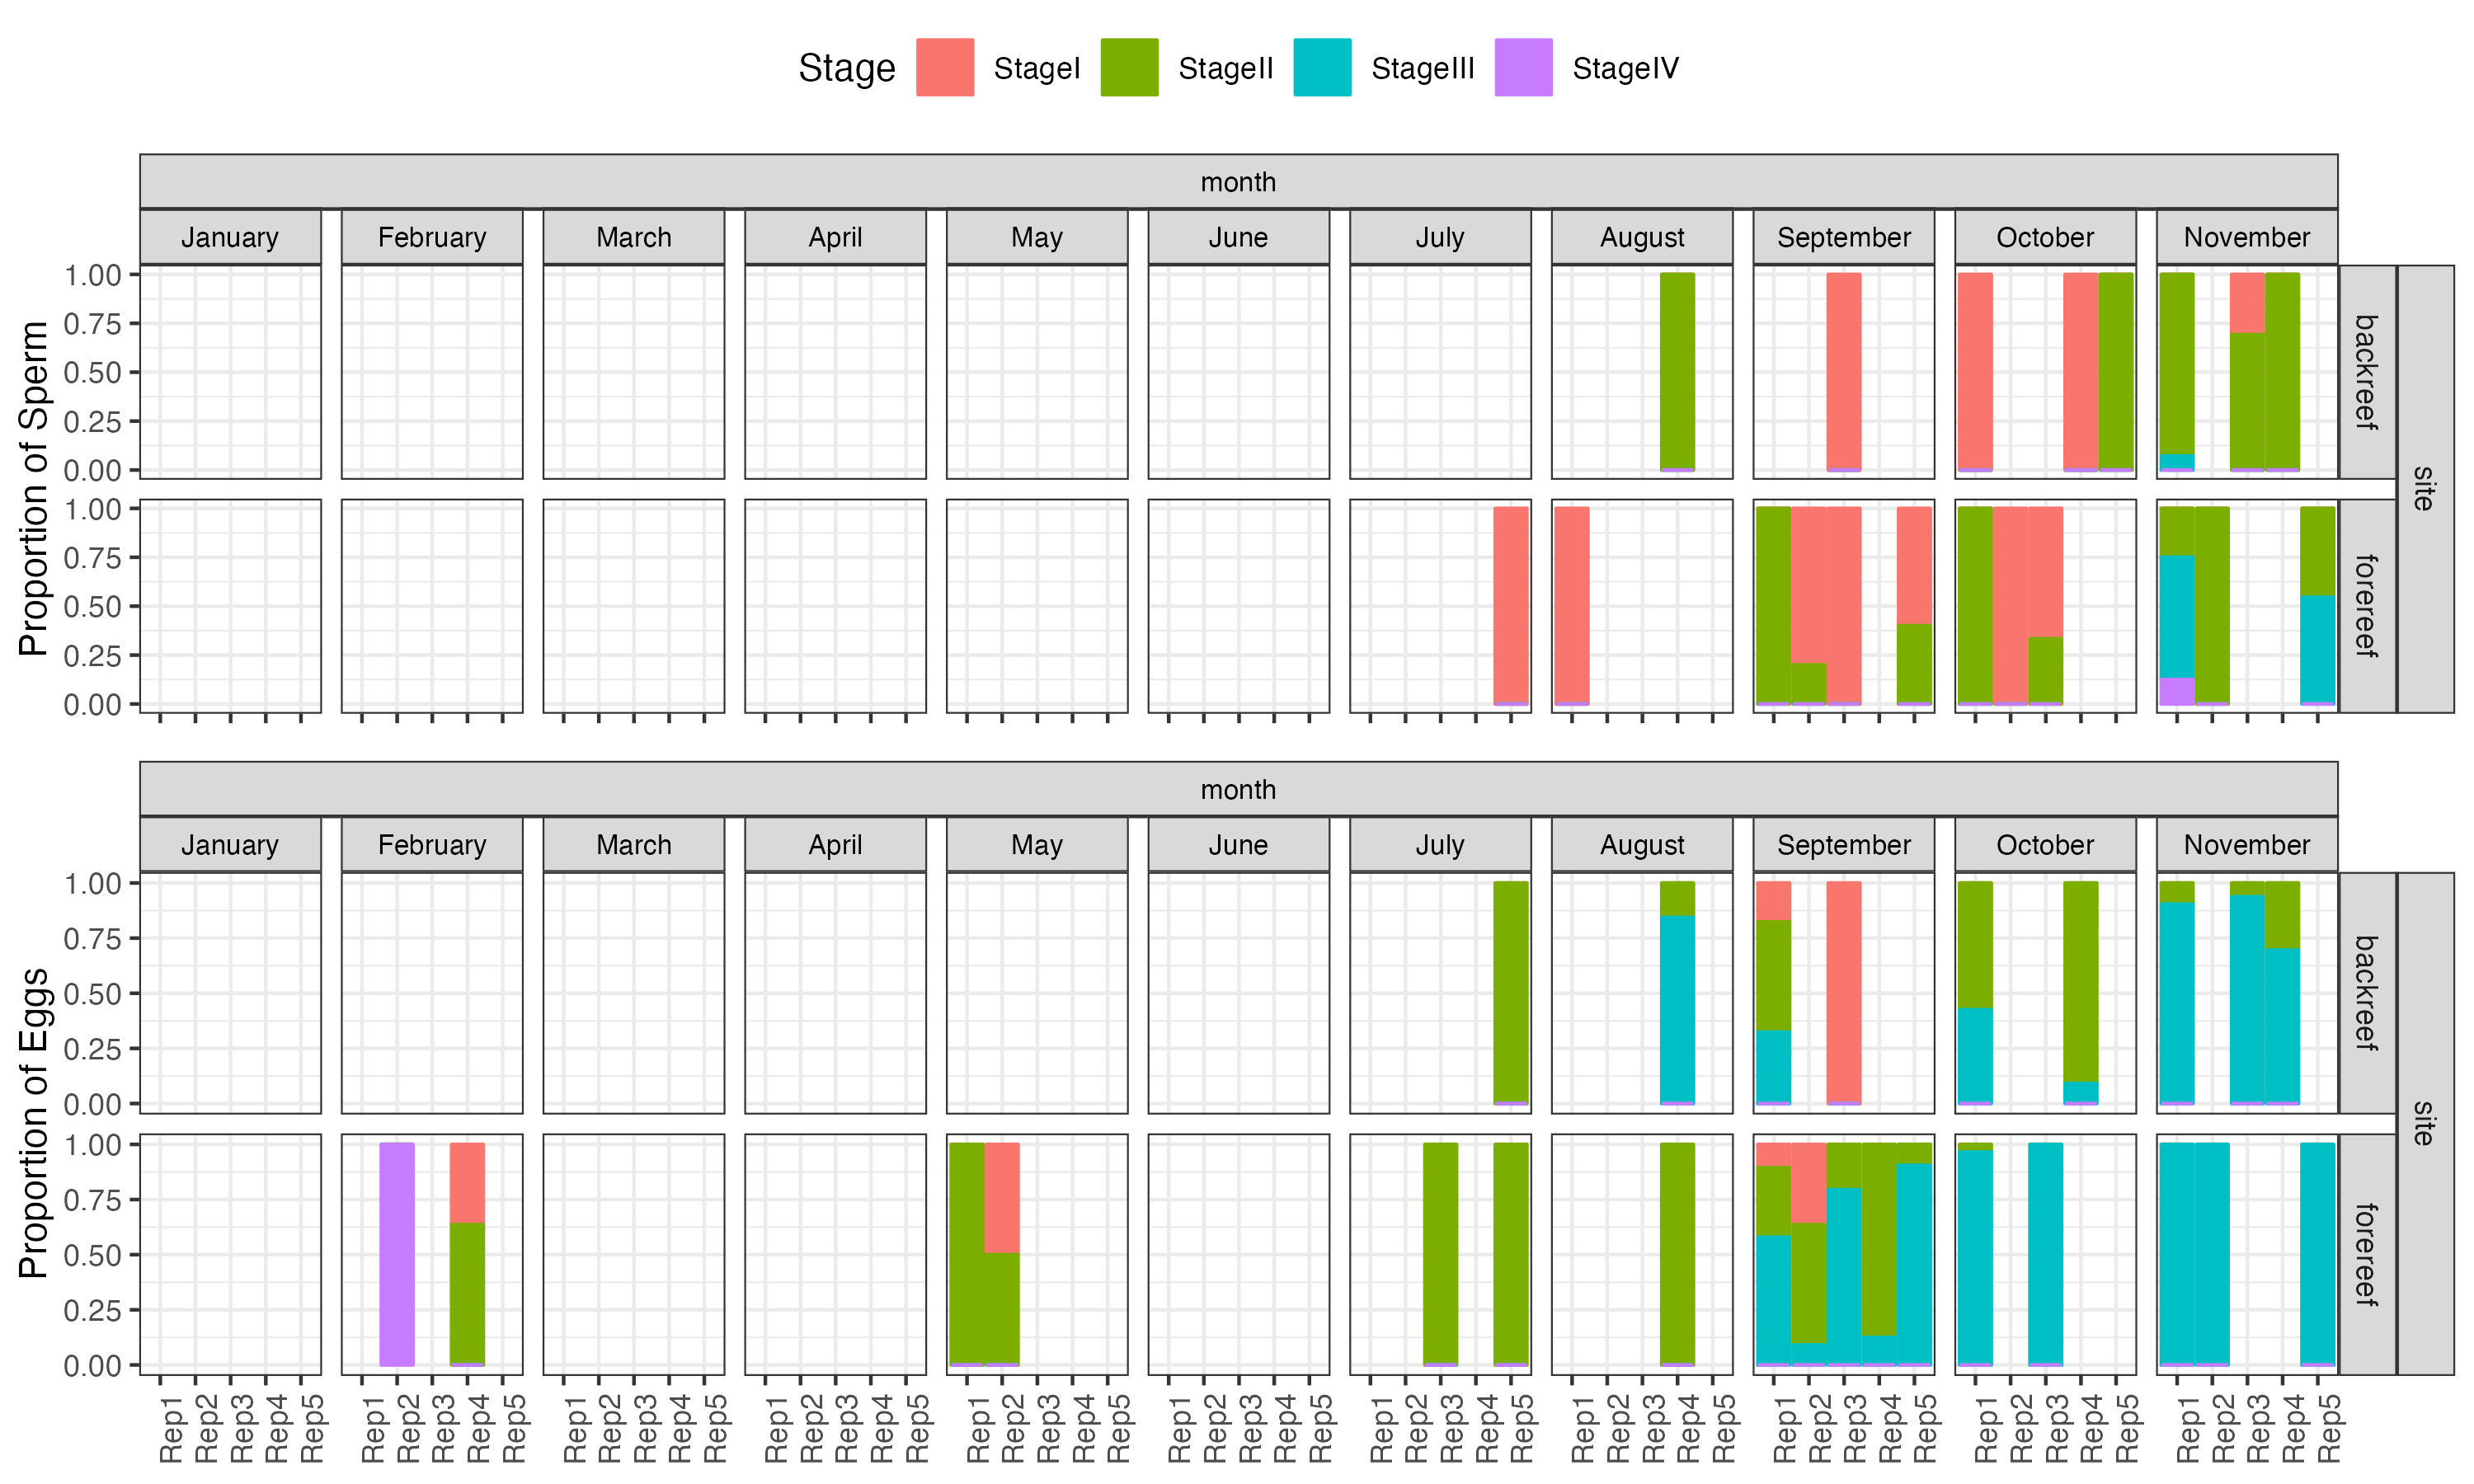 Stage StageI StageII StageIII StageIV
month
January February March April May June July August September October November
Proportion of Sperm
1.00
0.75
0.50
0.25
0.00
backreef
1.00
0.75
0.50
0.25
0.00
forereef
site
month
January February March April May June July August September October November
Proportion of Eggs
1.00
0.75
0.50
0.25
0.00
backreef
1.00
0.75
0.50
0.25
0.00
forereef
site
Rep1 Rep2 Rep3 Rep4 Rep5 Rep1 Rep2 Rep3 Rep4 Rep5 Rep1 Rep2 Rep3 Rep4 Rep5 Rep1 Rep2 Rep3 Rep4 Rep5 Rep1 Rep2 Rep3 Rep4 Rep5 Rep1 Rep2 Rep3 Rep4 Rep5 Rep1 Rep2 Rep3 Rep4 Rep5 Rep1 Rep2 Rep3 Rep4 Rep5 Rep1 Rep2 Rep3 Rep4 Rep5 Rep1 Rep2 Rep3 Rep4 Rep5 Rep1 Rep2 Rep3 Rep4 Rep5